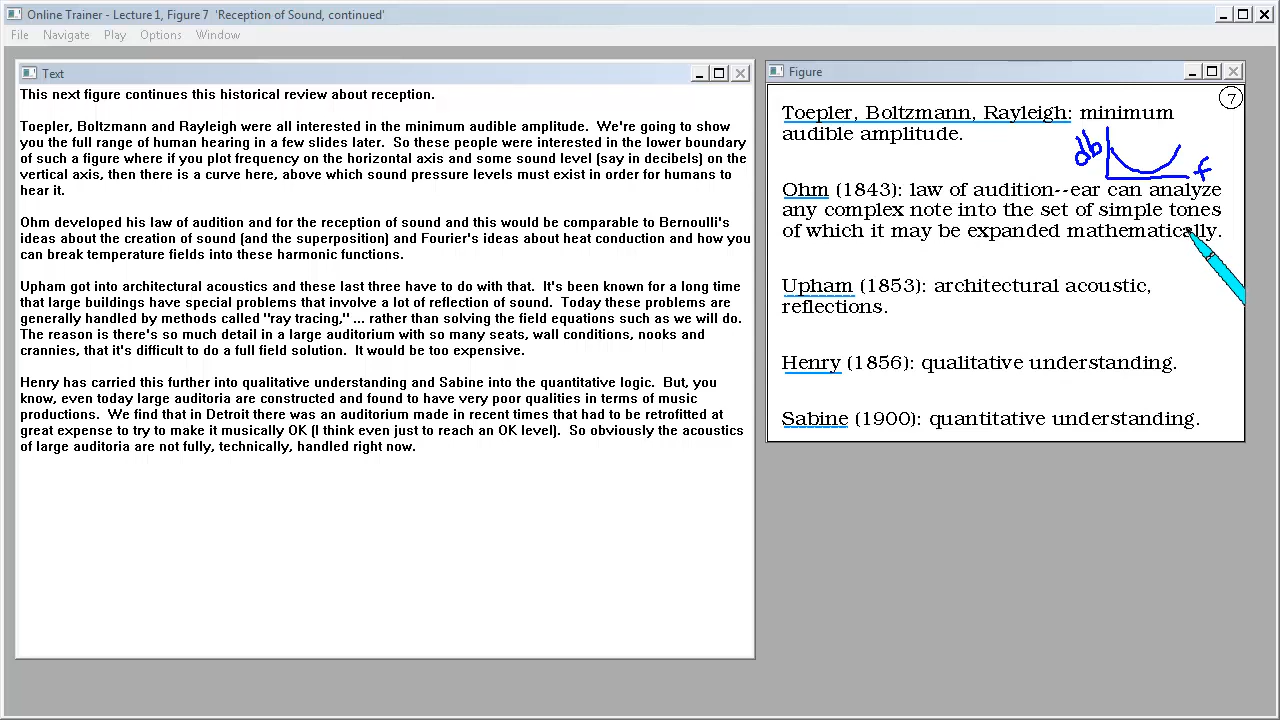 Online Trainer - Lecture 1, Figure 7 'Reception of Sound, continued'
File Navigate Play Options Window
Text
This next figure continues this historical review about reception.
Toepler, Boltzmann and Rayleigh were all interested in the minimum audible amplitude. We're going to show
you the full range of human hearing in a few slides later. So these people were interested in the lower boundary
of such a figure where if you plot frequency on the horizontal axis and some sound level (say in decibels) on the
vertical axis, then there is a curve here, above which sound pressure levels must exist in order for humans to
hear it.
Ohm developed his law of audition and for the reception of sound and this would be comparable to Bernoulli's
ideas about the creation of sound (and the superposition) and Fourier's ideas about heat conduction and how you
can break temperature fields into these harmonic functions.
Upham got into architectural acoustics and these last three have to do with that. It's been known for a long time
that large buildings have special problems that involve a lot of reflection of sound. Today these problems are
generally handled by methods called "ray tracing," ... rather than solving the field equations such as we will do.
The reason is there's so much detail in a large auditorium with so many seats, wall conditions, nooks and
crannies, that it's difficult to do a full field solution. It would be too expensive.
Henry has carried this further into qualitative understanding and Sabine into the quantitative logic. But, you
know, even today large auditoria are constructed and found to have very poor qualities in terms of music
productions. We find that in Detroit there was an auditorium made in recent times that had to be retrofitted at
great expense to try to make it musically OK (I think even just to reach an OK level). So obviously the acoustics
of large auditoria are not fully, technically, handled right now.
Figure
7
Toepler, Boltzmann, Rayleigh: minimum
audible amplitude.
db
f
Ohm (1843): law of audition--ear can analyze
any complex note into the set of simple tones
of which it may be expanded mathematically.
Upham (1853): architectural acoustic,
reflections.
Henry (1856): qualitative understanding.
Sabine (1900): quantitative understanding.